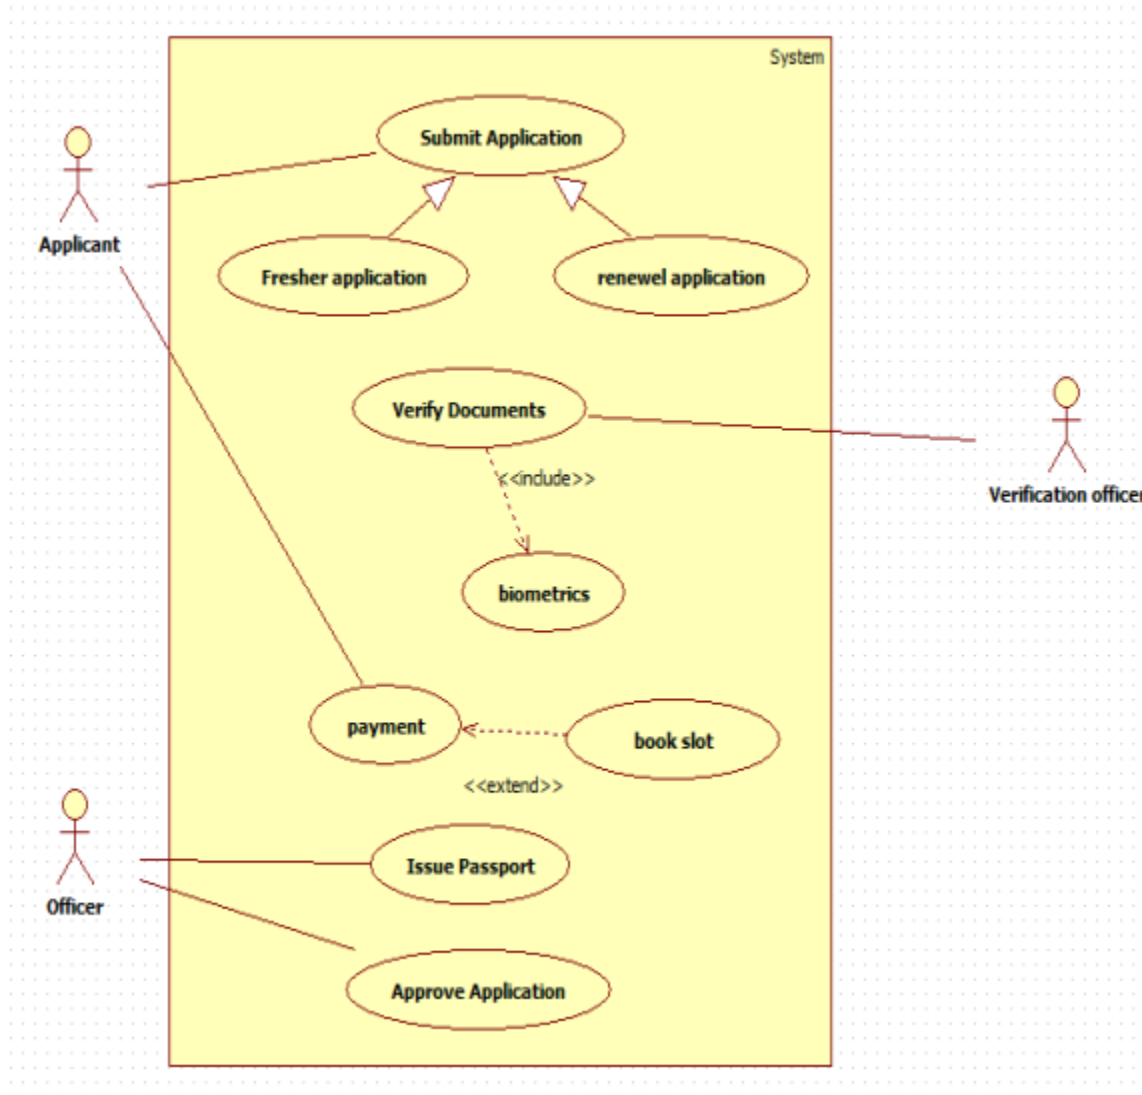 System
Submit Application
Applicant
Fresher application
renewel application
Verify Documents
<<include>>
Verification officer
biometrics
payment
book slot
<<extend>>
Issue Passport
Officer
Approve Application